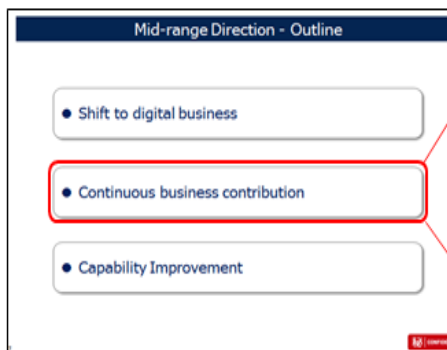 Mid-range Direction - Outline
• Shift to digital business
• Continuous business contribution
• Capability Improvement